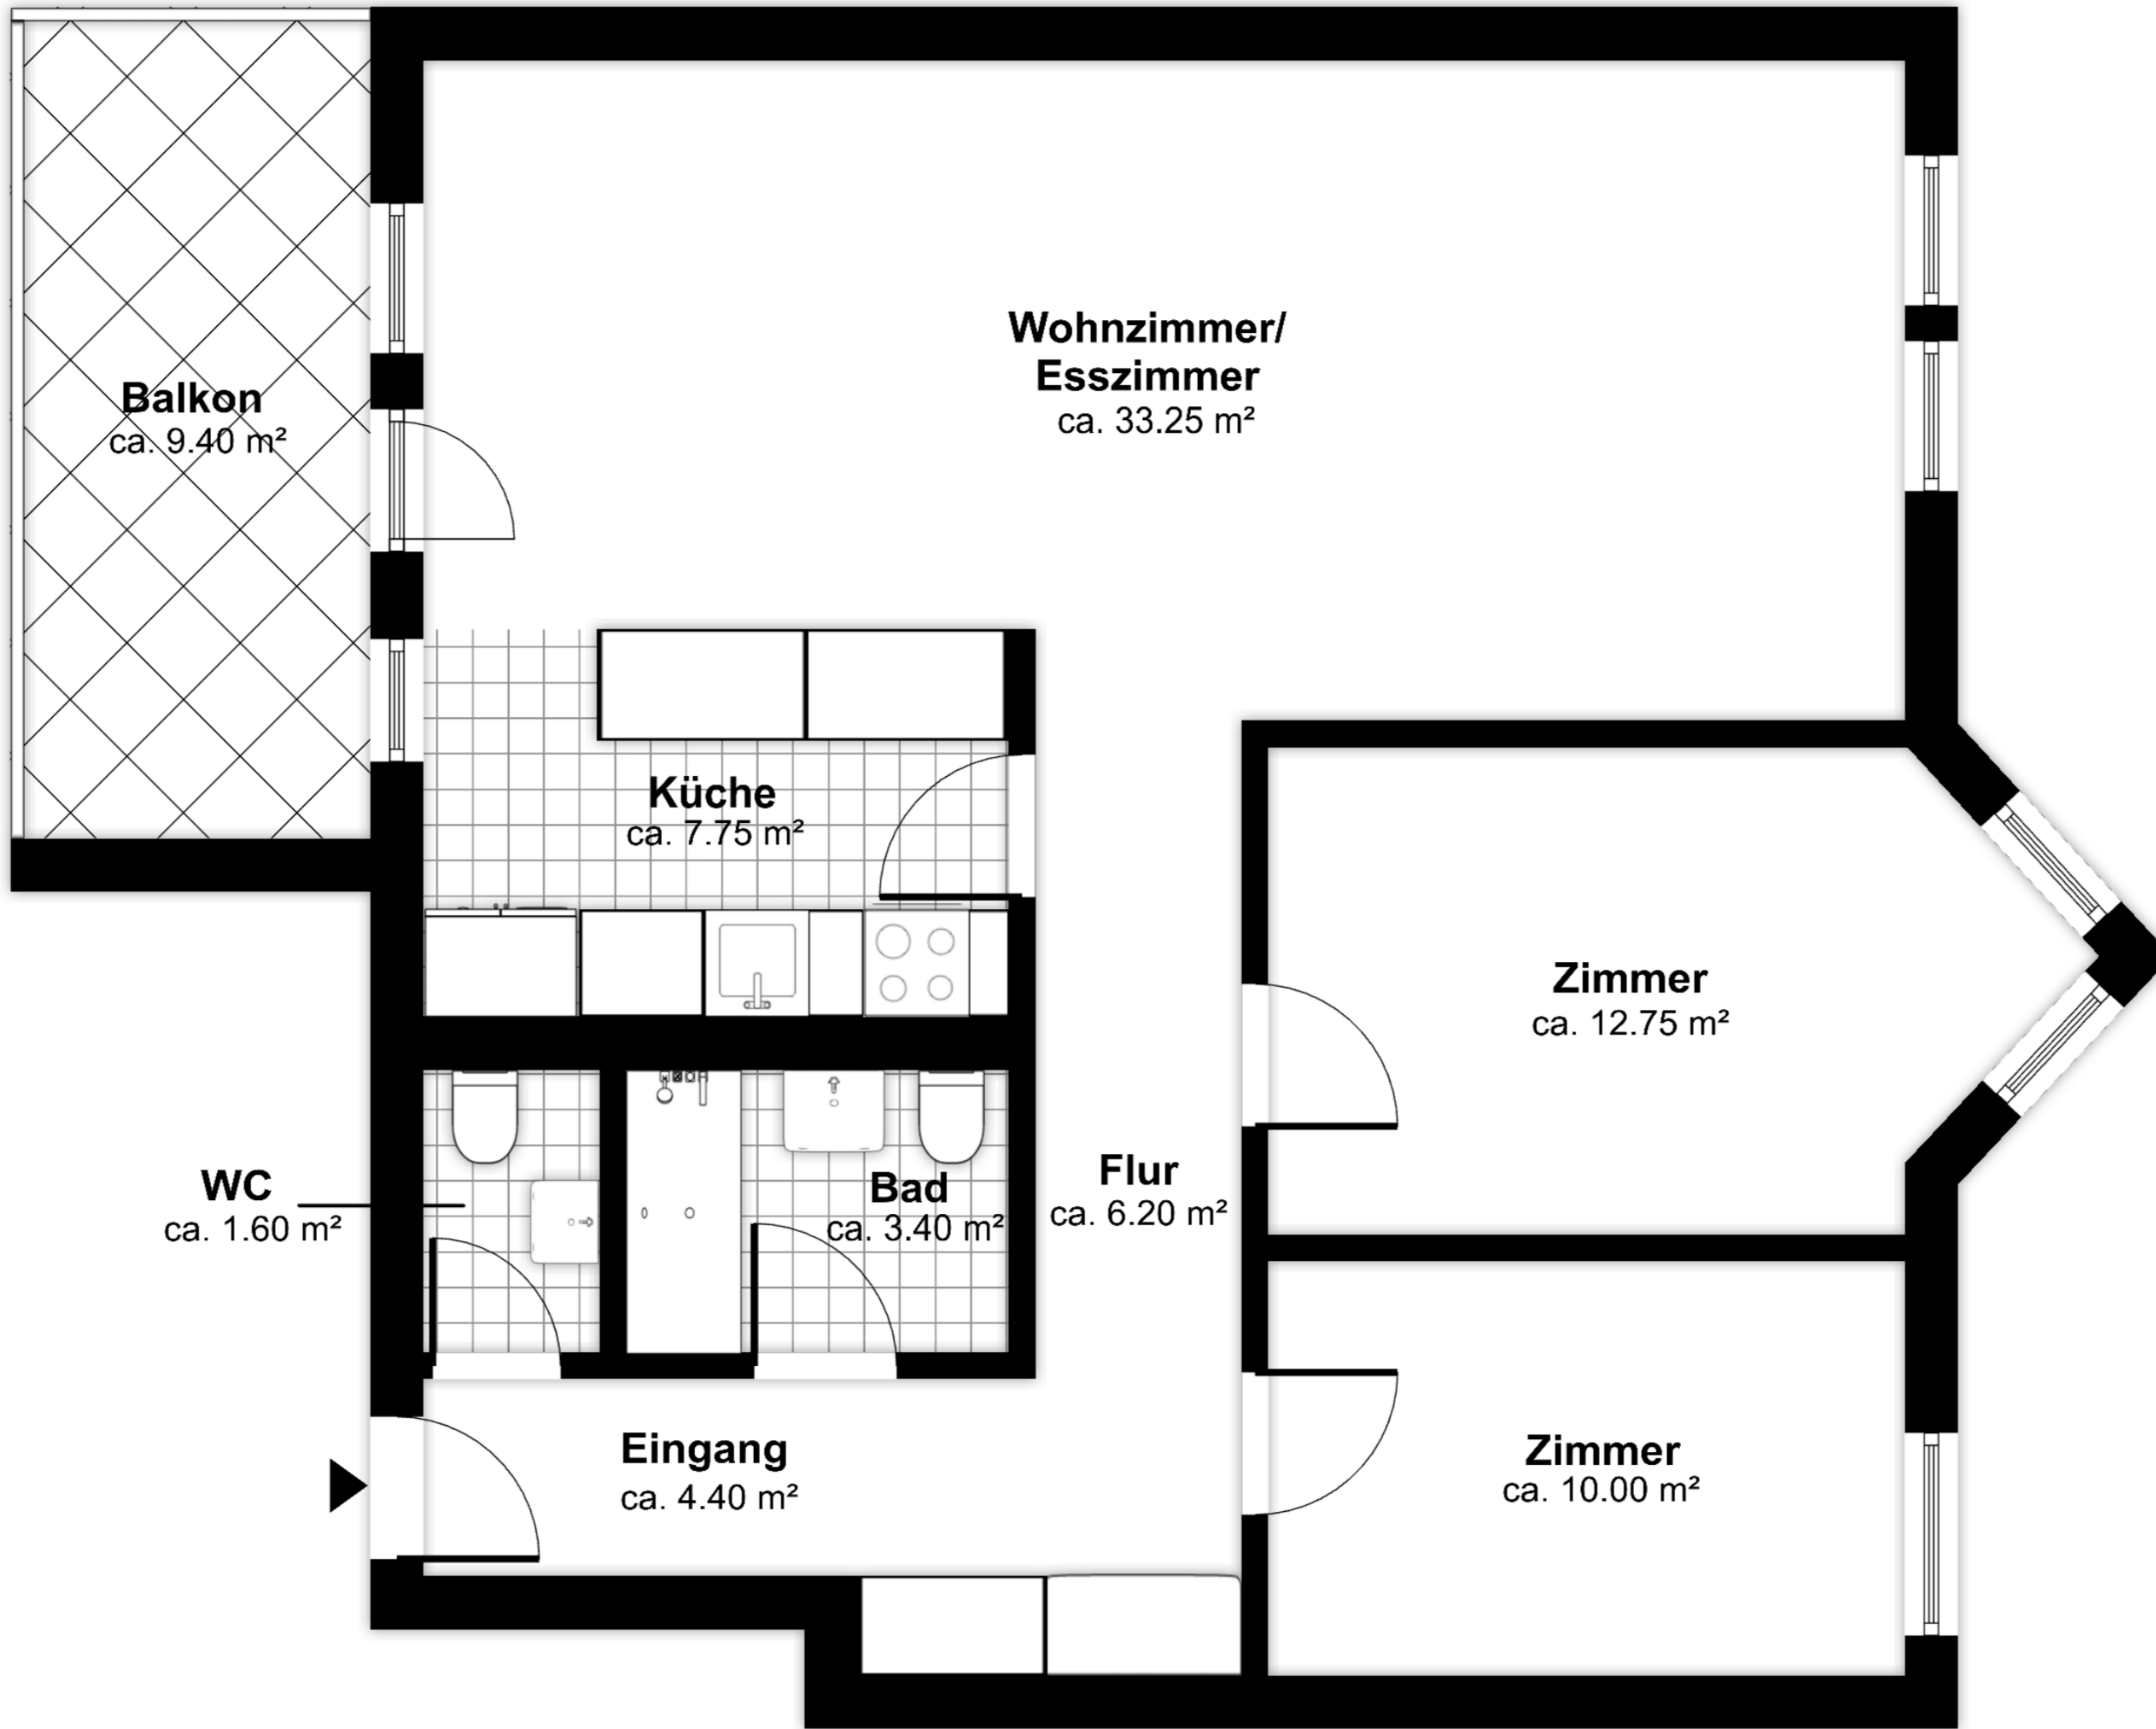 Wohnzimmer/
Esszimmer
ca. 33.25 m²
Balkon
ca. 9.40 m²
Küche
ca. 7.75 m²
Zimmer
ca. 12.75 m²
WC
ca. 1.60 m²
Bad
ca. 3.40 m²
Flur
ca. 6.20 m²
Eingang
ca. 4.40 m²
Zimmer
ca. 10.00 m²